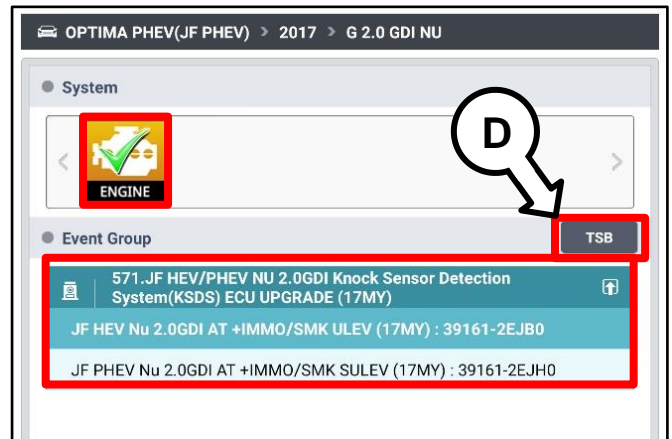 OPTIMA PHEV(JF PHEV) > 2017 > G 2.0 GDI NU
System
D
ENGINE
Event Group
TSB
571.JF HEV/PHEV NU 2.0GDI Knock Sensor Detection
System(KSDS) ECU UPGRADE (17MY)
JF HEV Nu 2.0GDI AT +IMMO/SMK ULEV (17MY) : 39161-2EJB0
JF PHEV Nu 2.0GDI AT +IMMO/SMK SULEV (17MY) : 39161-2EJH0